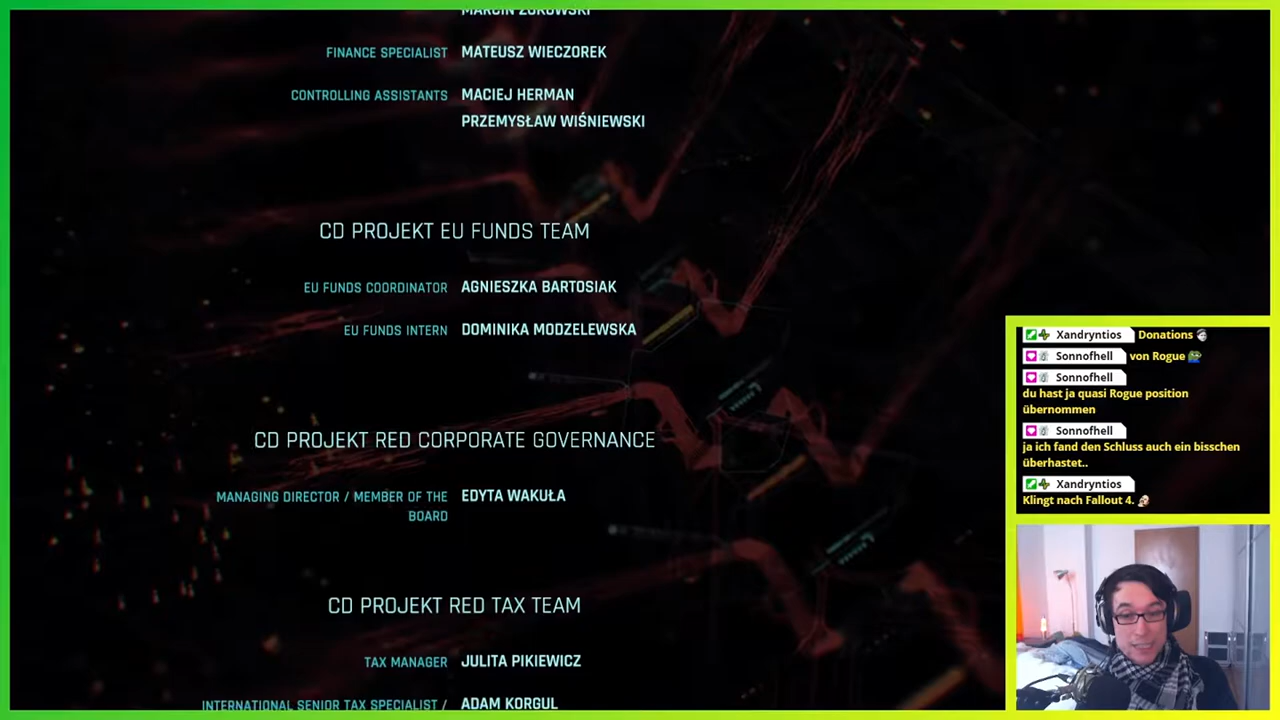 MARCIN ŻUKOWSKI
FINANCE SPECIALIST MATEUSZ WIECZOREK
CONTROLLING ASSISTANTS MACIEJ HERMAN
PRZEMYSŁAW WIŚNIEWSKI
CD PROJEKT EU FUNDS TEAM
EU FUNDS COORDINATOR AGNIESZKA BARTOSIAK
EU FUNDS INTERN DOMINIKA MODZELEWSKA
CD PROJEKT RED CORPORATE GOVERNANCE
MANAGING DIRECTOR / MEMBER OF THE EDYTA WAKUŁA
BOARD
CD PROJEKT RED TAX TEAM
TAX MANAGER JULITA PIKIEWICZ
INTERNATIONAL SENIOR TAX SPECIALIST / ADAM KORGUL
Xandryntios Donations
Sonnofhell von Rogue
Sonnofhell
du hast ja quasi Rogue position
übernommen
Sonnofhell
ja ich fand den Schluss auch ein bisschen
überhastet..
Xandryntios
Klingt nach Fallout 4.